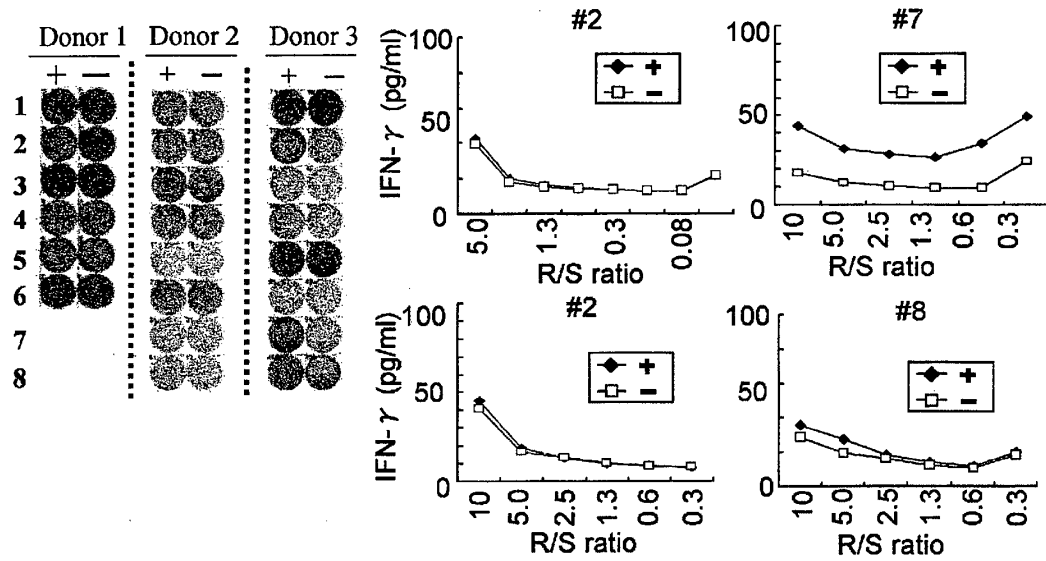 Donor 1 Donor 2 Donor 3
+ − + − + −
1
2
3
4
5
6
7
8
#2
100
50
0
IFN-γ (pg/ml)
+
−
5.0 1.3 0.3 0.08
R/S ratio
#7
100
50
0
+
−
10 5.0 2.5 1.3 0.6 0.3
R/S ratio
#2
100
50
0
IFN-γ (pg/ml)
+
−
10 5.0 2.5 1.3 0.6 0.3
R/S ratio
#8
100
50
0
+
−
10 5.0 2.5 1.3 0.6 0.3
R/S ratio